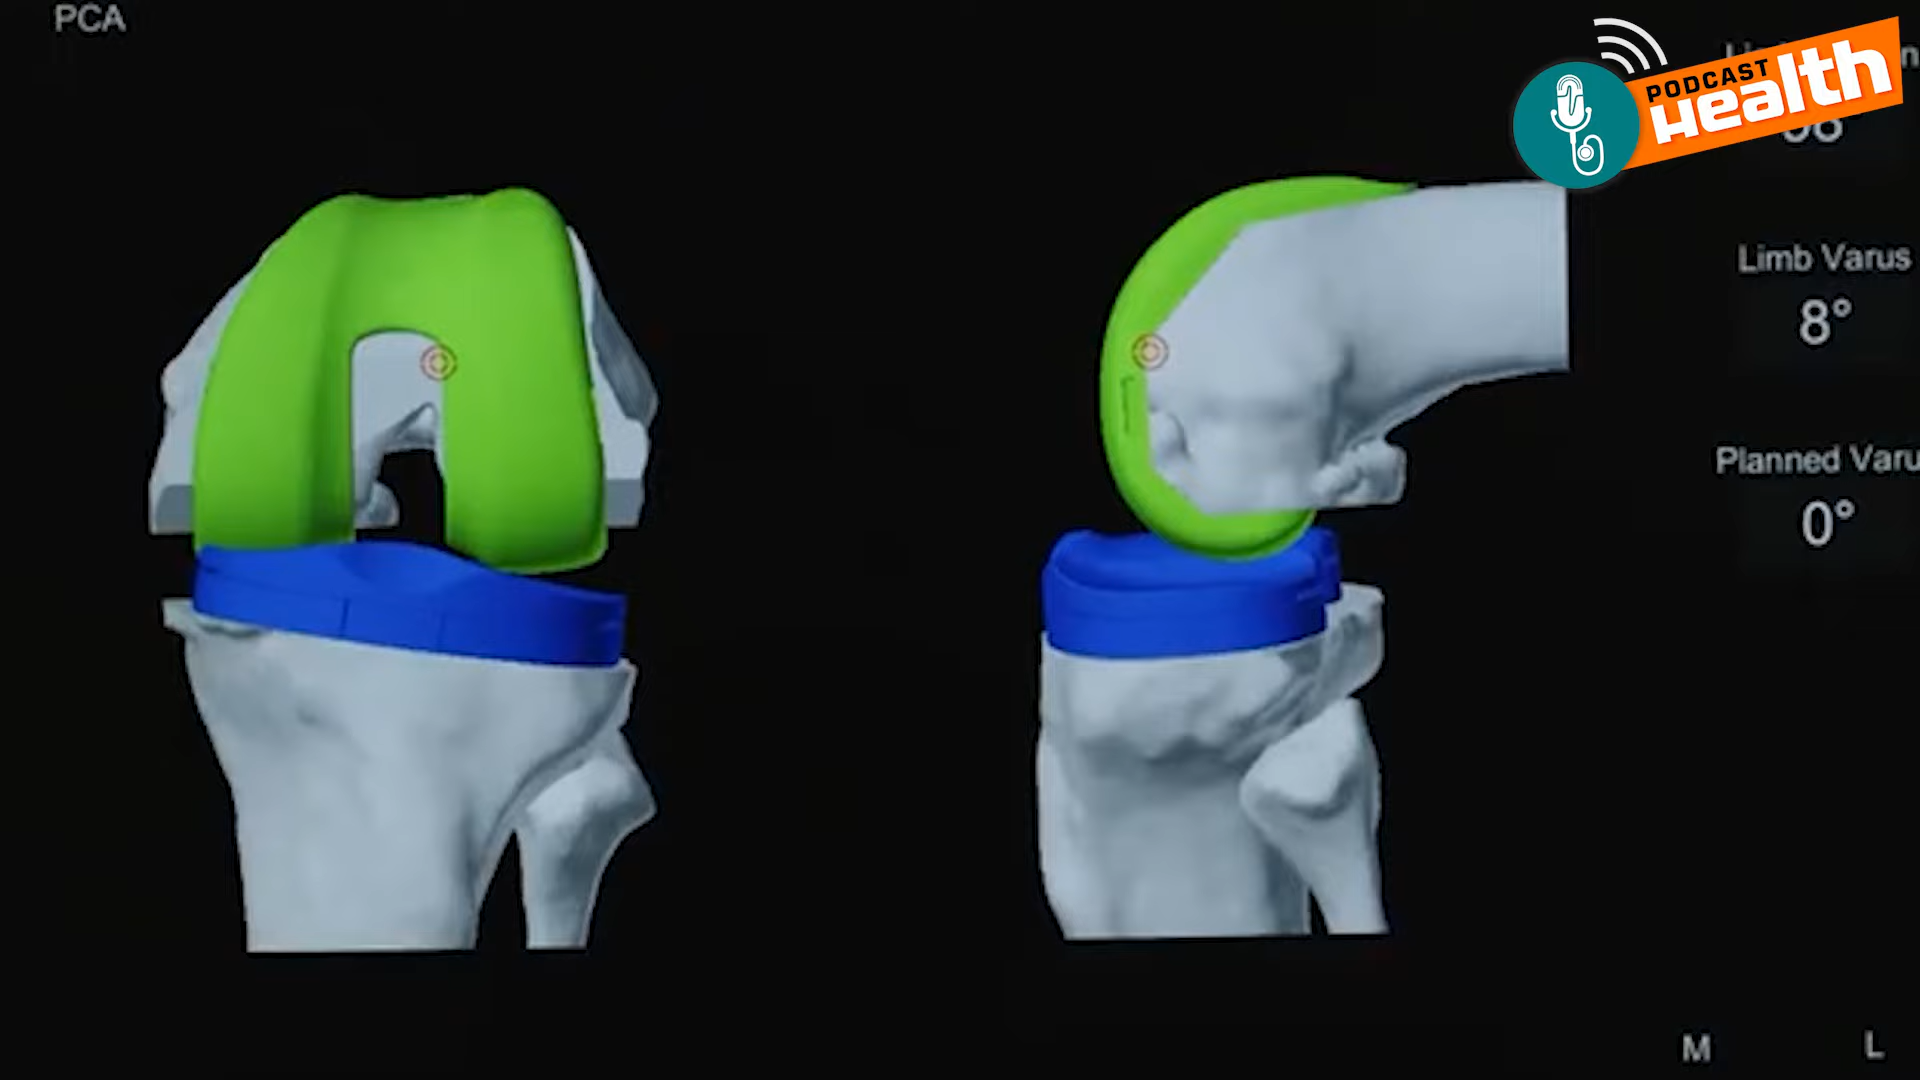 PCA
PODCAST
Health
Limb Varus
8°
Planned Varu
0°
M
L